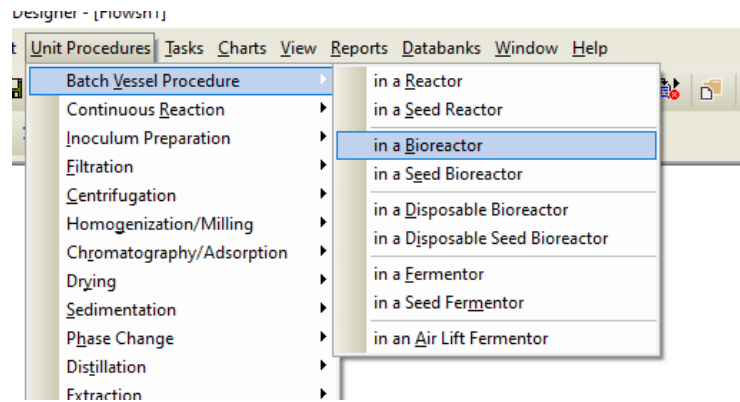 Designer - [Flowsh1]
t Unit Procedures Tasks Charts View Reports Databanks Window Help
Batch Vessel Procedure
in a Reactor
Continuous Reaction
in a Seed Reactor
Inoculum Preparation
in a Bioreactor
Filtration
in a Seed Bioreactor
Centrifugation
in a Disposable Bioreactor
Homogenization/Milling
in a Disposable Seed Bioreactor
Chromatography/Adsorption
Drying
in a Fermentor
Sedimentation
in a Seed Fermentor
Phase Change
in an Air Lift Fermentor
Distillation
Extraction